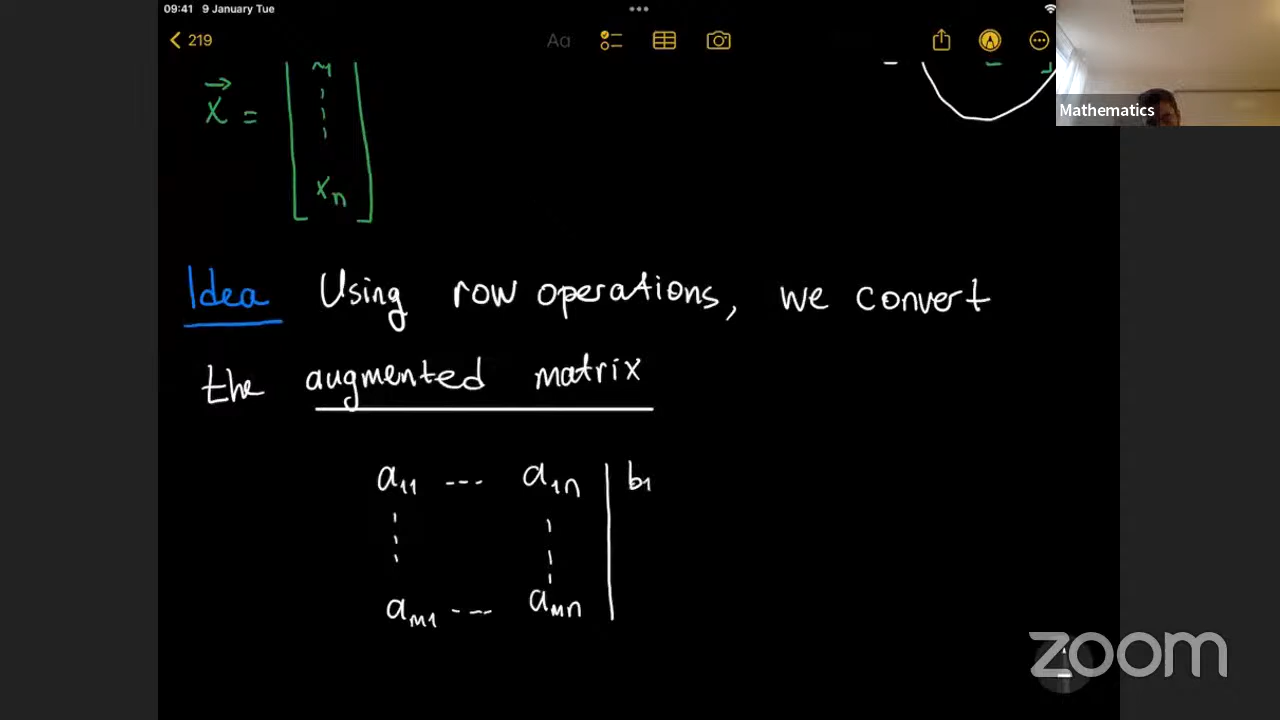 09:41 9 January Tue
219
Aa
Mathematics
x =
xn
Idea Using row operations, we convert
the augmented matrix
a11 --- a1n | b1
am1 --- amn
zoom